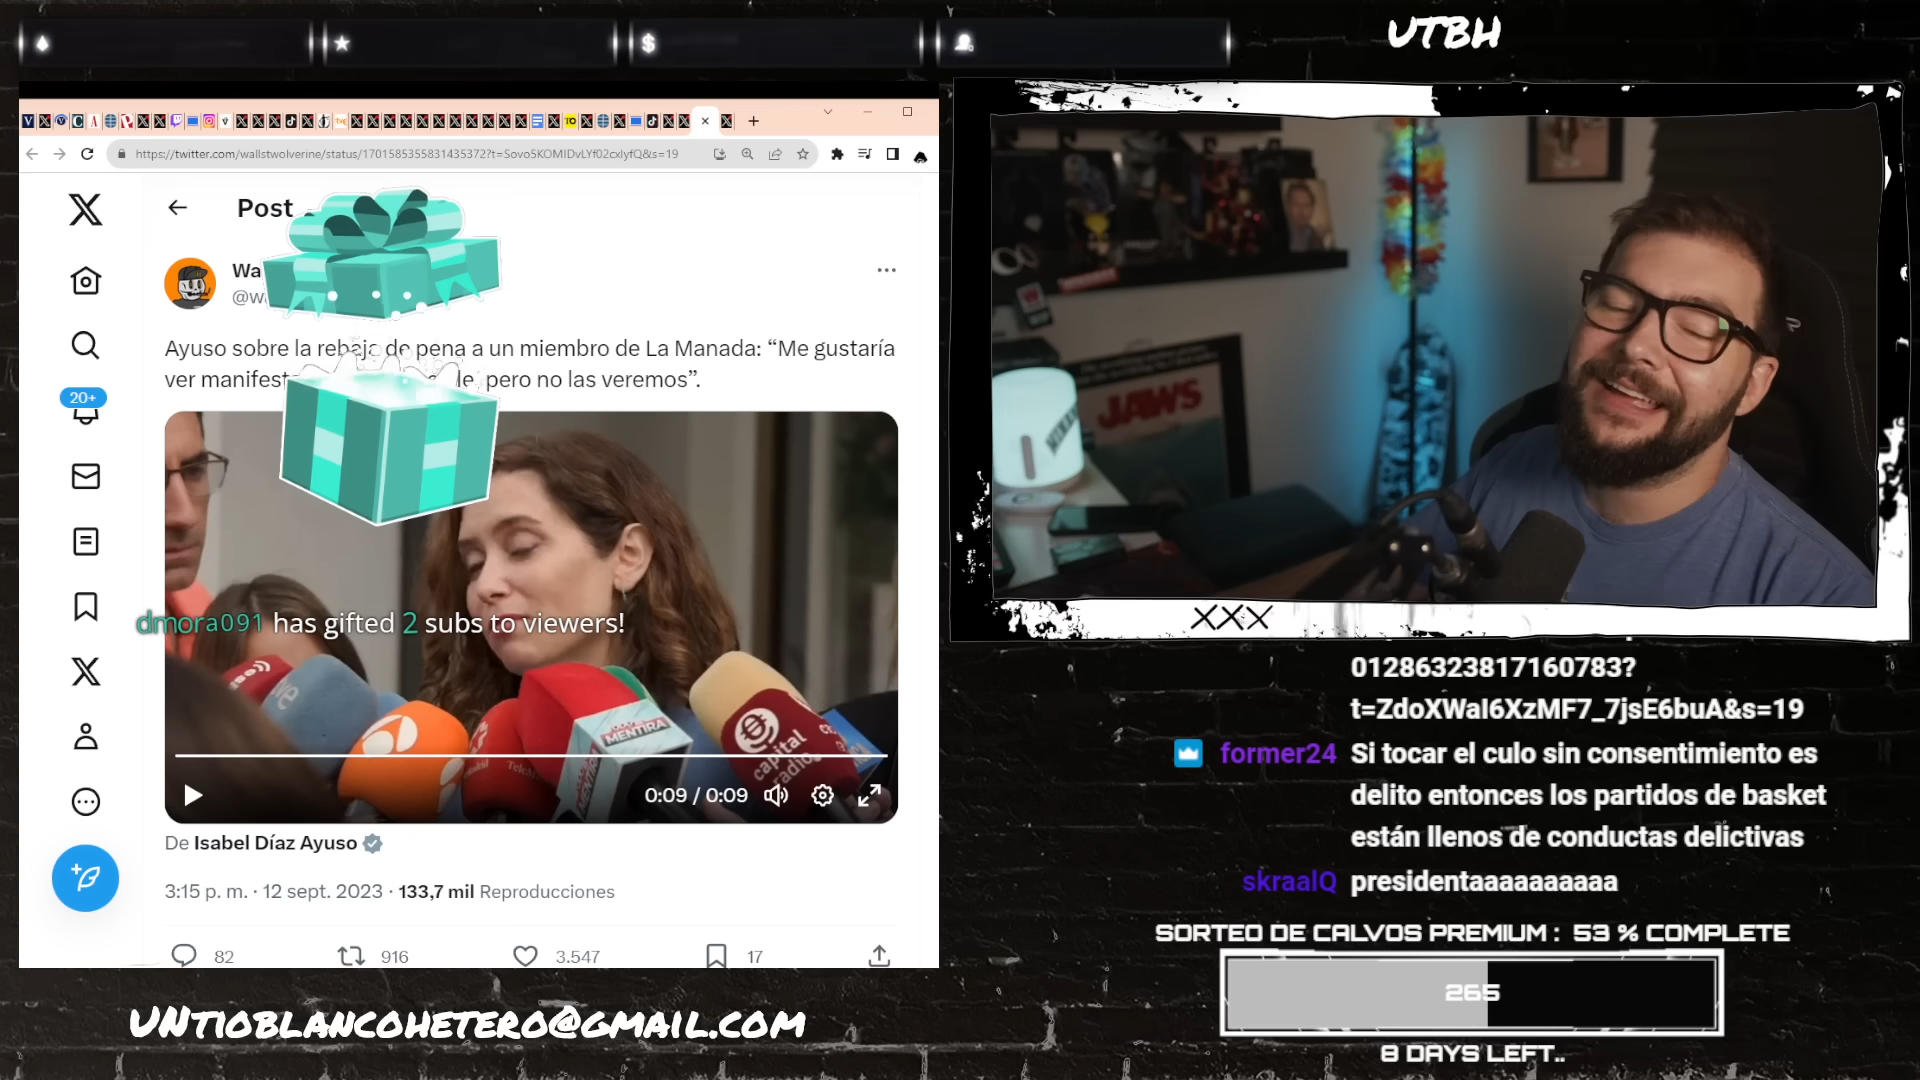 UTBH
https://twitter.com/wallstwolverine/status/1701585355831435372?t=Sovo5KOMIDvLYf02cxlyfQ&s=19
Post
Wa
@w
20+
Ayuso sobre la rebaja de pena a un miembro de La Manada: “Me gustaría
ver manifest pero no las veremos”.
dmora091 has gifted 2 subs to viewers!
TODO ES
MENTIRA
capital
radio
0:09 / 0:09
De Isabel Díaz Ayuso
3:15 p. m. · 12 sept. 2023 · 133,7 mil Reproducciones
82 916 3.547 17
UNTIOBLANCOHETERO@GMAIL.COM
JAWS
XXX
01286323817160783?
t=ZdoXWaI6XzMF7_7jsE6buA&s=19
former24 Si tocar el culo sin consentimiento es
delito entonces los partidos de basket
están llenos de conductas delictivas
skraalQ presidentaaaaaaaaaa
SORTEO DE CALVOS PREMIUM : 53 % COMPLETE
265
8 DAYS LEFT..